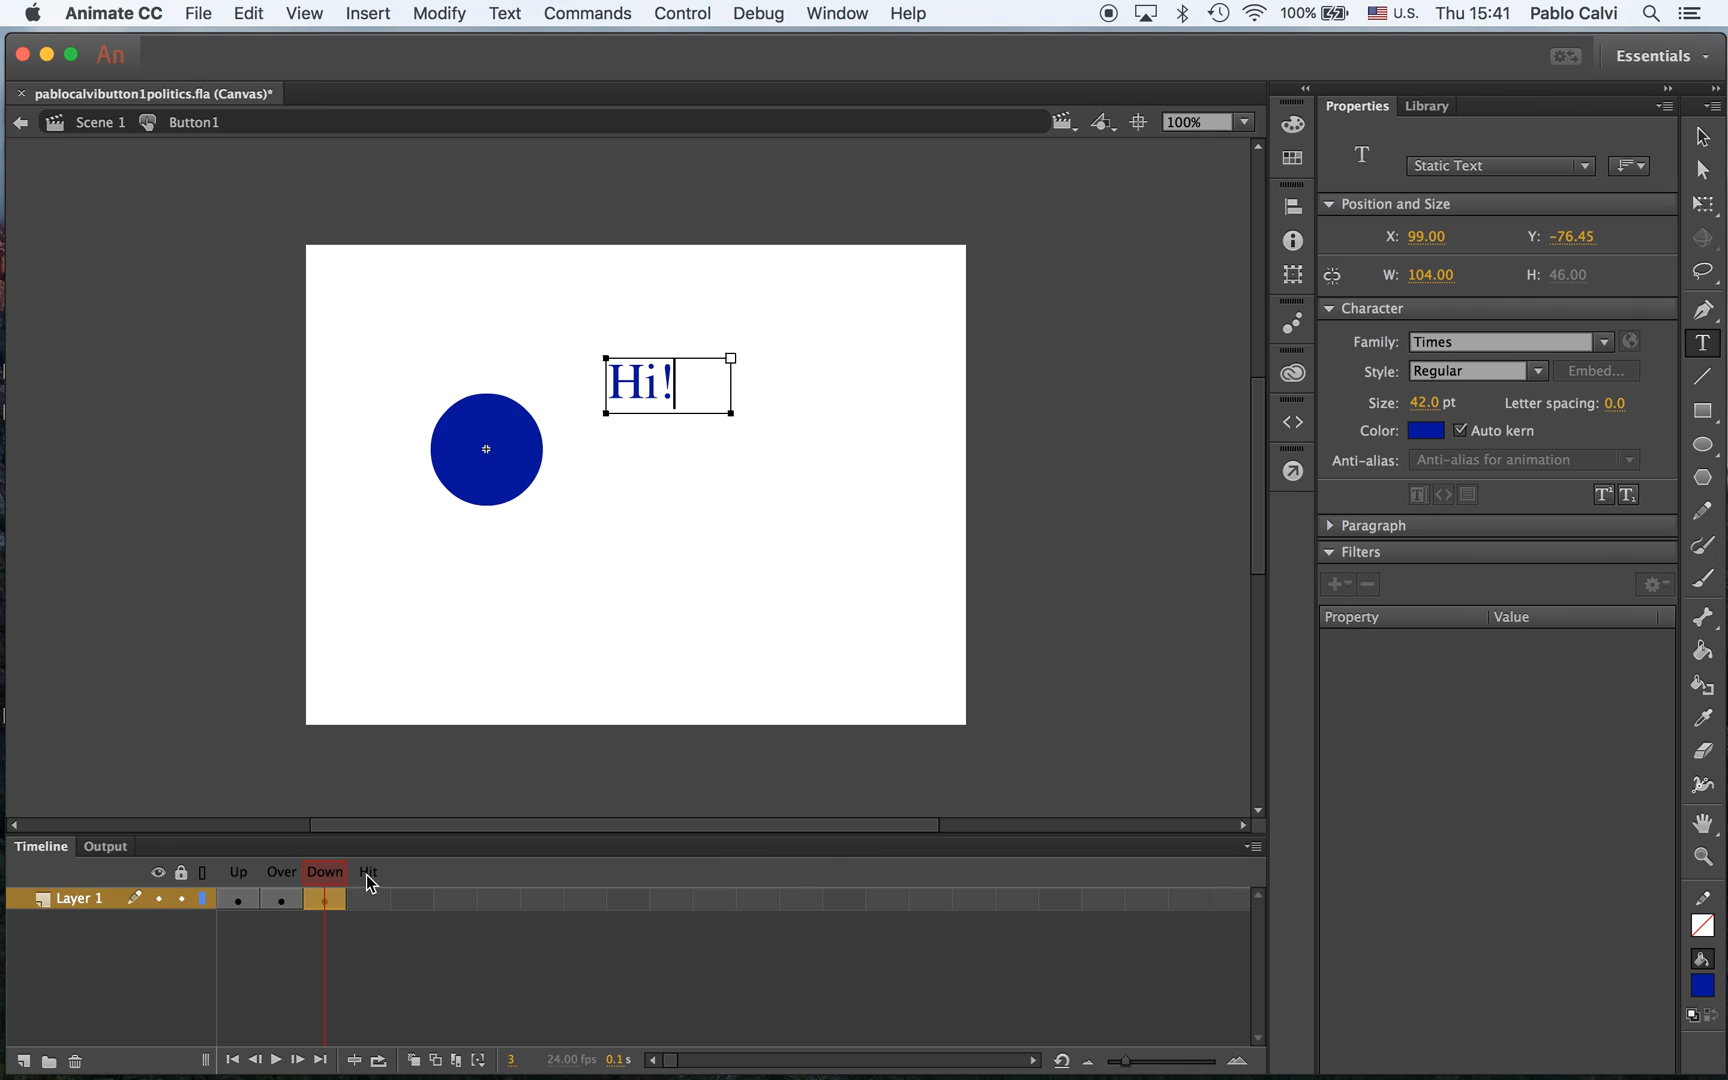 Animate CC File Edit View Insert Modify Text Commands Control Debug Window Help 100% U.S. Thu 15:41 Pablo Calvi
An Essentials
× pablocalvibutton1politics.fla (Canvas)*
Scene 1 Button1 100%
Properties Library
T Static Text
Position and Size
X: 99.00 Y: -76.45
W: 104.00 H: 46.00
Character
Family: Times
Style: Regular Embed...
Size: 42.0 pt Letter spacing: 0.0
Color: Auto kern
Anti-alias: Anti-alias for animation
Paragraph
Filters
Property Value
Hi!
Timeline Output
Up Over Down Hit
Layer 1
3 24.00 fps 0.1 s